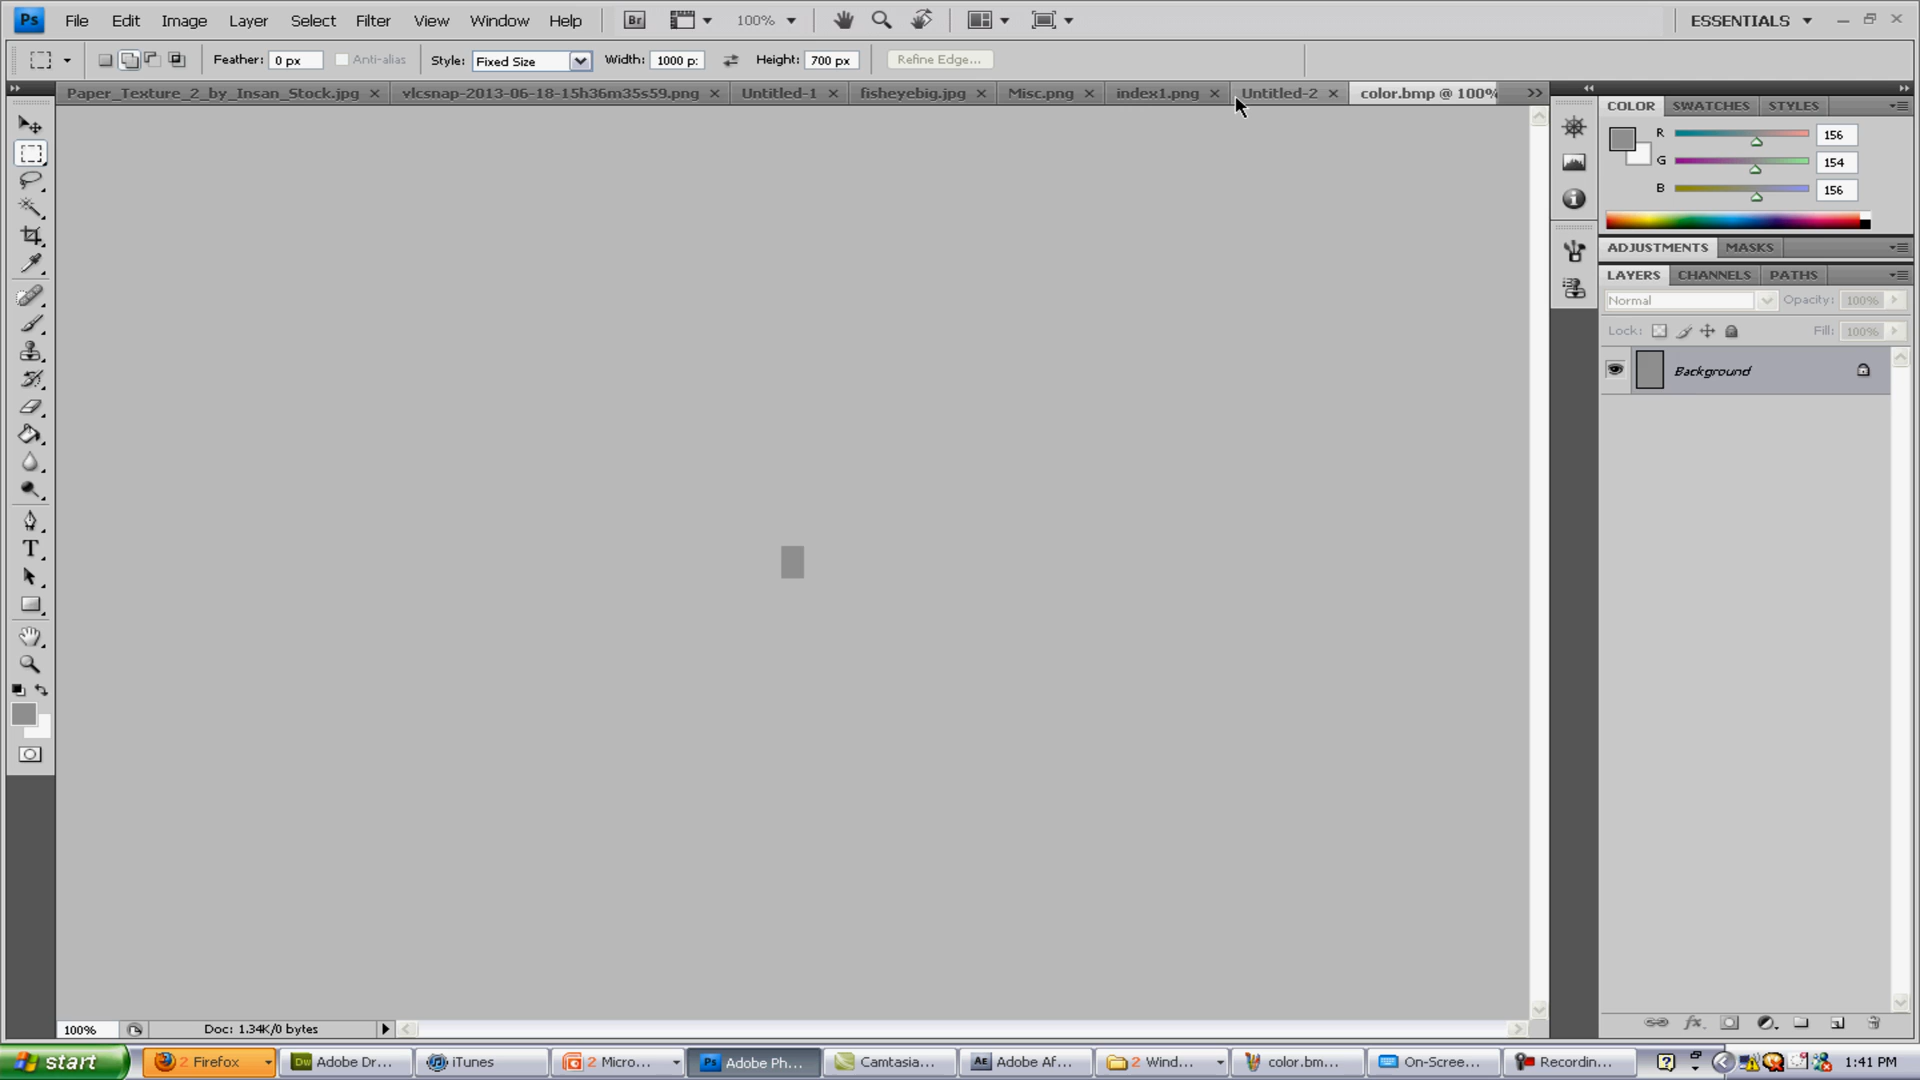 Ps File Edit Image Layer Select Filter View Window Help Br 100% ESSENTIALS
Feather: 0 px Anti-alias Style: Fixed Size Width: 1000 p: Height: 700 px Refine Edge...
Paper_Texture_2_by_Insan_Stock.jpg vlcsnap-2013-06-18-15h36m35s59.png Untitled-1 fisheyebig.jpg Misc.png index1.png Untitled-2 color.bmp @ 100%
COLOR SWATCHES STYLES
R 156
G 154
B 156
ADJUSTMENTS MASKS
LAYERS CHANNELS PATHS
Normal Opacity: 100%
Lock: Fill: 100%
Background
T
100% Doc: 1.34K/0 bytes
start 2 Firefox Dw Adobe Dr... iTunes 2 Micro... Ps Adobe Ph... Camtasia... AE Adobe Af... 2 Wind... color.bm... On-Scree... Recordin... 1:41 PM